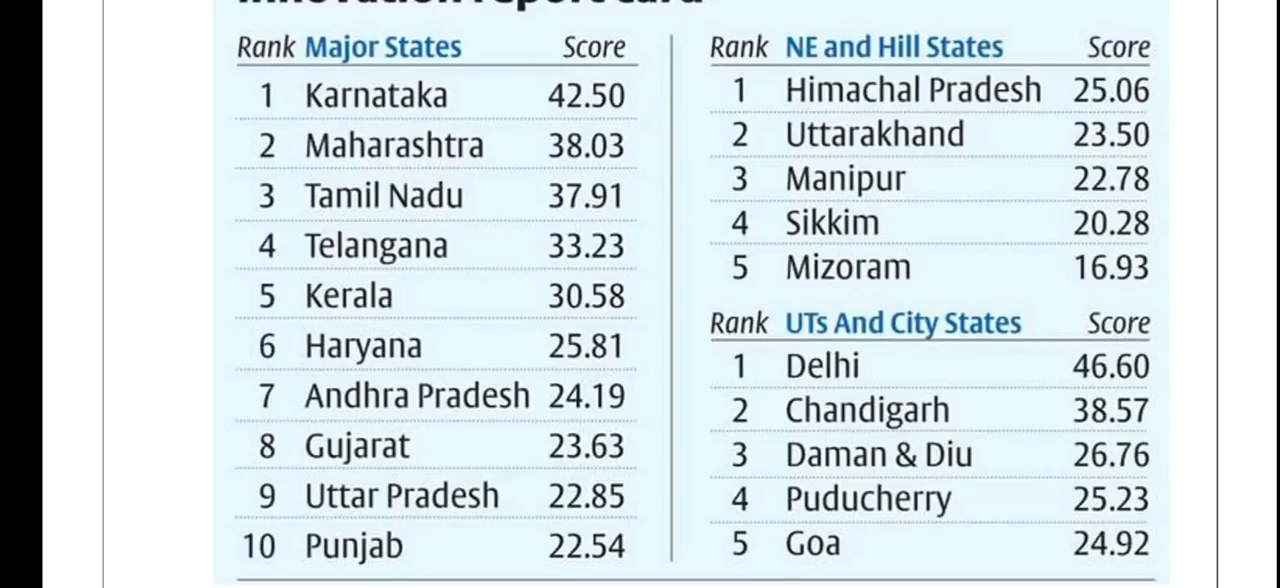 Innovation report card
Rank Major States Score
1 Karnataka 42.50
2 Maharashtra 38.03
3 Tamil Nadu 37.91
4 Telangana 33.23
5 Kerala 30.58
6 Haryana 25.81
7 Andhra Pradesh 24.19
8 Gujarat 23.63
9 Uttar Pradesh 22.85
10 Punjab 22.54
Rank NE and Hill States Score
1 Himachal Pradesh 25.06
2 Uttarakhand 23.50
3 Manipur 22.78
4 Sikkim 20.28
5 Mizoram 16.93
Rank UTs And City States Score
1 Delhi 46.60
2 Chandigarh 38.57
3 Daman & Diu 26.76
4 Puducherry 25.23
5 Goa 24.92